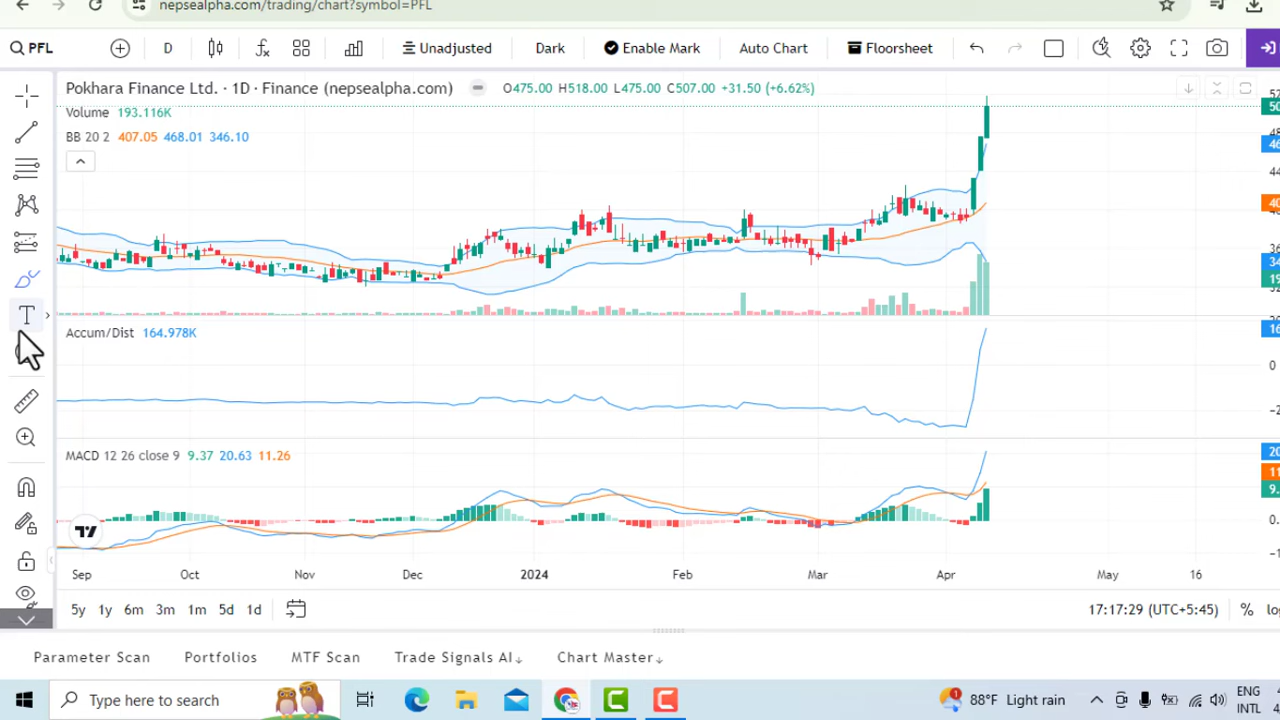 nepsealpha.com/trading/chart?symbol=PFL
PFL D Unadjusted Dark Enable Mark Auto Chart Floorsheet
Pokhara Finance Ltd. · 1D · Finance (nepsealpha.com) O475.00 H518.00 L475.00 C507.00 +31.50 (+6.62%)
Volume 193.116K
BB 20 2 407.05 468.01 346.10
T
Accum/Dist 164.978K
0
MACD 12 26 close 9 9.37 20.63 11.26
Sep Oct Nov Dec 2024 Feb Mar Apr May 16
5y 1y 6m 3m 1m 5d 1d 17:17:29 (UTC+5:45) %
Parameter Scan Portfolios MTF Scan Trade Signals AI↓ Chart Master↓
Type here to search 1 88°F Light rain ENG
INTL